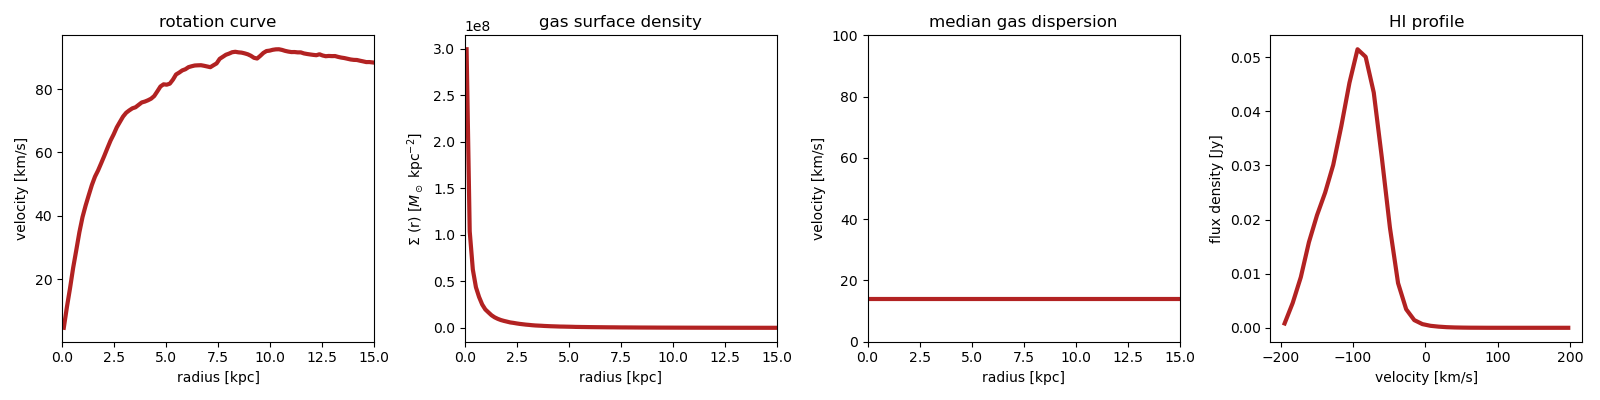 rotation curve
velocity [km/s]
80
60
40
20
0.0 2.5 5.0 7.5 10.0 12.5 15.0
radius [kpc]
gas surface density
1e8
Σ (r) [M⊙ kpc⁻²]
3.0
2.5
2.0
1.5
1.0
0.5
0.0
0.0 2.5 5.0 7.5 10.0 12.5 15.0
radius [kpc]
median gas dispersion
velocity [km/s]
100
80
60
40
20
0
0.0 2.5 5.0 7.5 10.0 12.5 15.0
radius [kpc]
HI profile
flux density [Jy]
0.05
0.04
0.03
0.02
0.01
0.00
−200 −100 0 100 200
velocity [km/s]